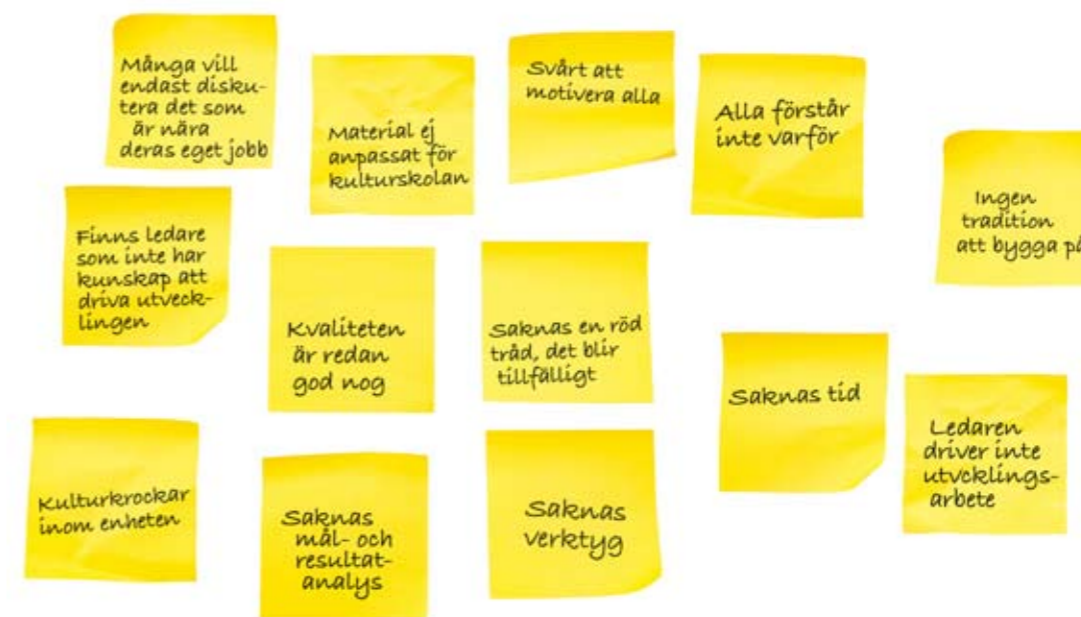 Många vill
endast disku-
tera det som
är nära
deras eget jobb
Material ej
anpassat för
kulturskolan
Svårt att
motivera alla
Alla förstår
inte varför
Ingen
tradition
att bygga på
Finns ledare
som inte har
kunskap att
driva utveck-
lingen
Kvaliteten
är redan
god nog
Saknas en röd
tråd, det blir
tillfälligt
Saknas tid
Ledaren
driver inte
utvcklings-
arbete
Kulturkrockar
inom enheten
Saknas
mål- och
resultat-
analys
Saknas
verktyg